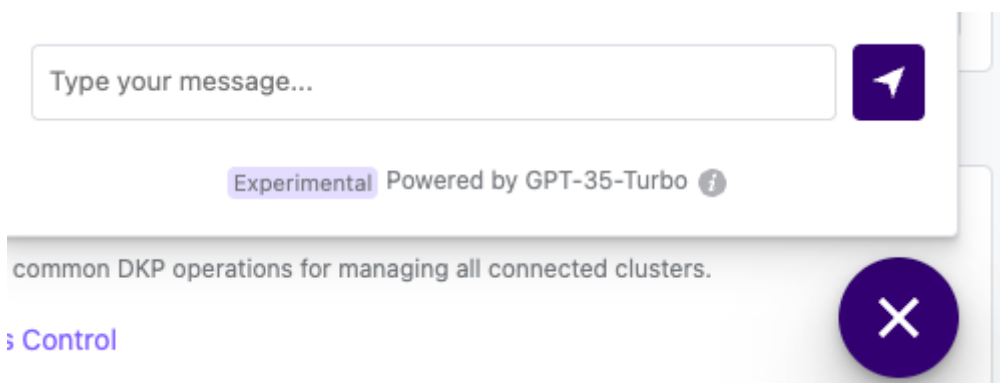 Type your message...
Experimental Powered by GPT-35-Turbo
common DKP operations for managing all connected clusters.
s Control